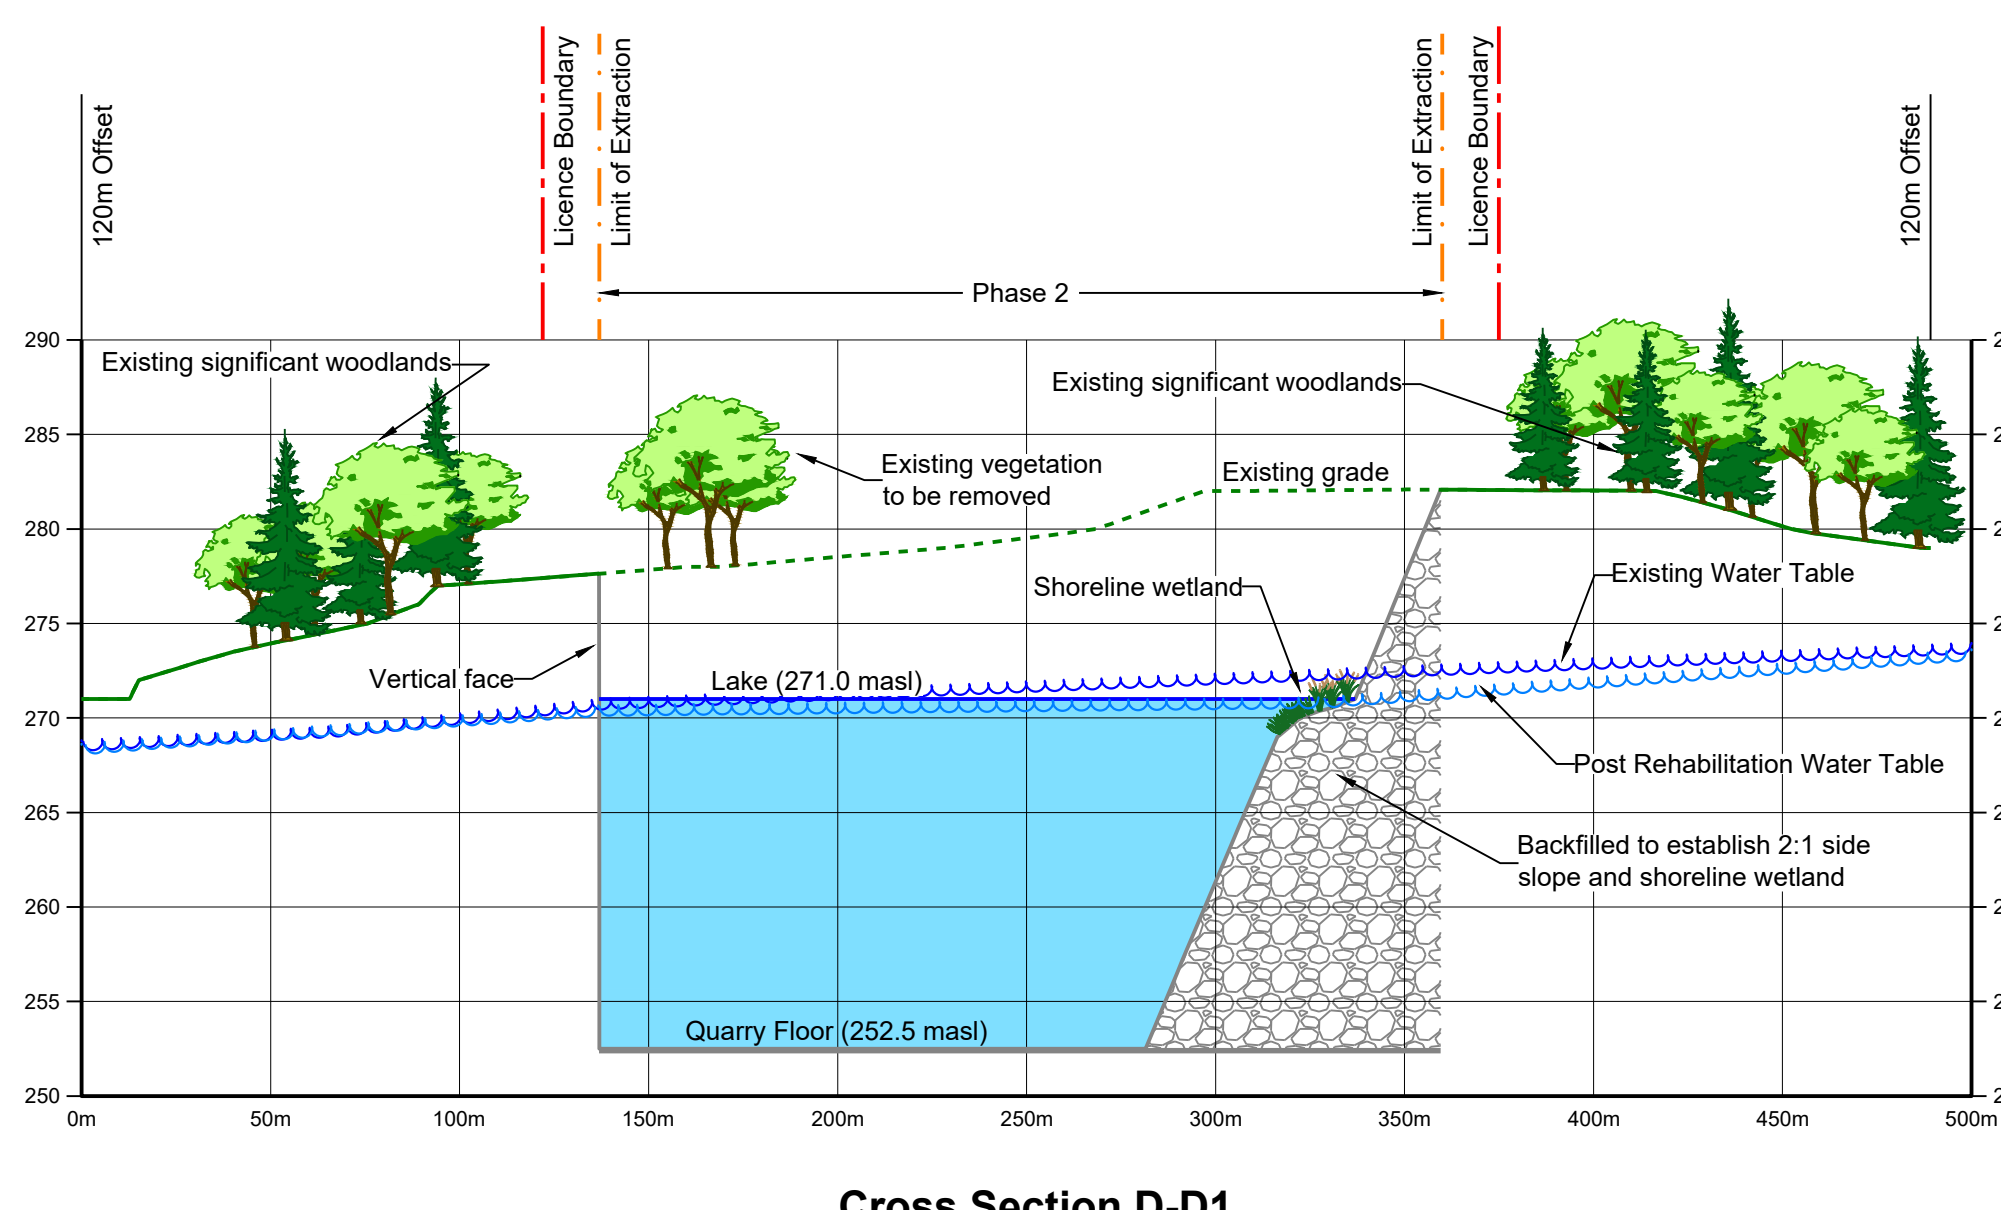 120m Offset
Licence Boundary
Limit of Extraction
Limit of Extraction
Licence Boundary
120m Offset
Phase 2
290
Existing significant woodlands
Existing significant woodlands
285
Existing vegetation
to be removed
Existing grade
280
Shoreline wetland
Existing Water Table
275
Vertical face
Lake (271.0 masl)
270
Post Rehabilitation Water Table
265
Backfilled to establish 2:1 side
slope and shoreline wetland
260
255
Quarry Floor (252.5 masl)
250
0m 50m 100m 150m 200m 250m 300m 350m 400m 450m 500m
Cross Section D-D1